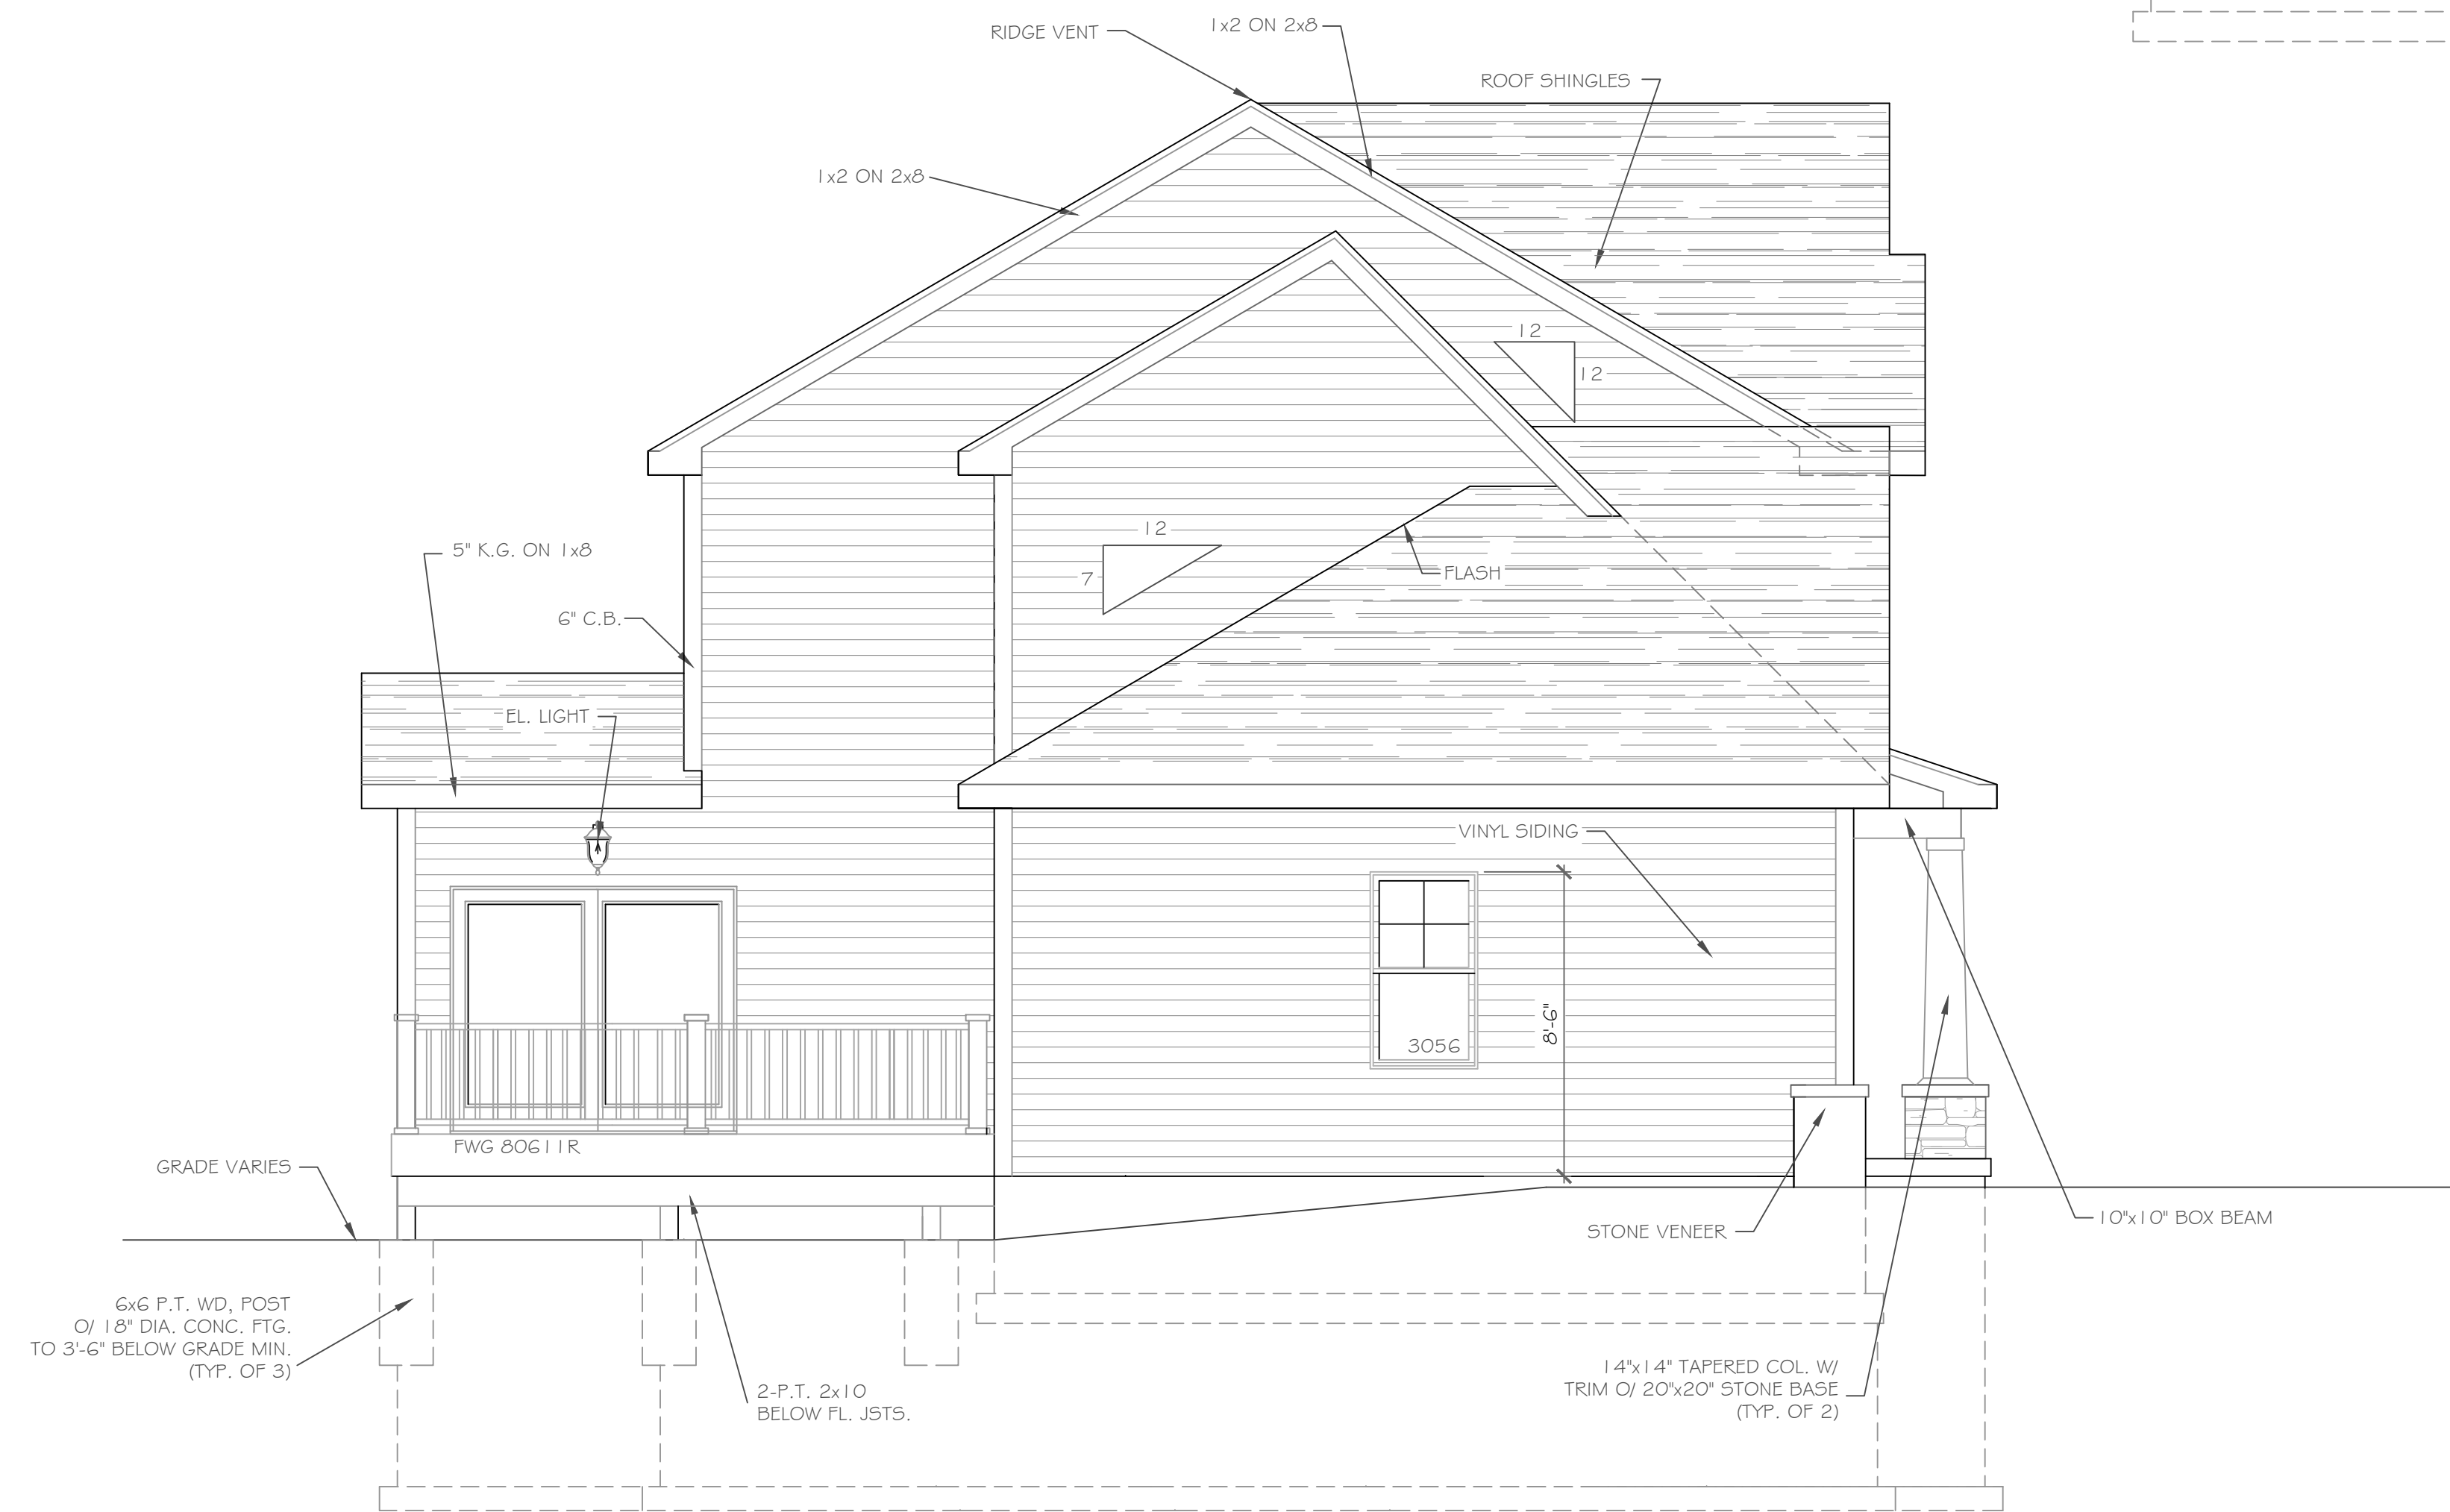 RIDGE VENT
1x2 ON 2x8
ROOF SHINGLES
1x2 ON 2x8
12
12
5" K.G. ON 1x8
12
7
FLASH
6" C.B.
EL. LIGHT
VINYL SIDING
8'-6"
3056
FWG 80611R
GRADE VARIES
STONE VENEER
10"x10" BOX BEAM
6x6 P.T. WD, POST
O/ 18" DIA. CONC. FTG.
TO 3'-6" BELOW GRADE MIN.
(TYP. OF 3)
2-P.T. 2x10
BELOW FL. JSTS.
14"x14" TAPERED COL. W/
TRIM O/ 20"x20" STONE BASE
(TYP. OF 2)